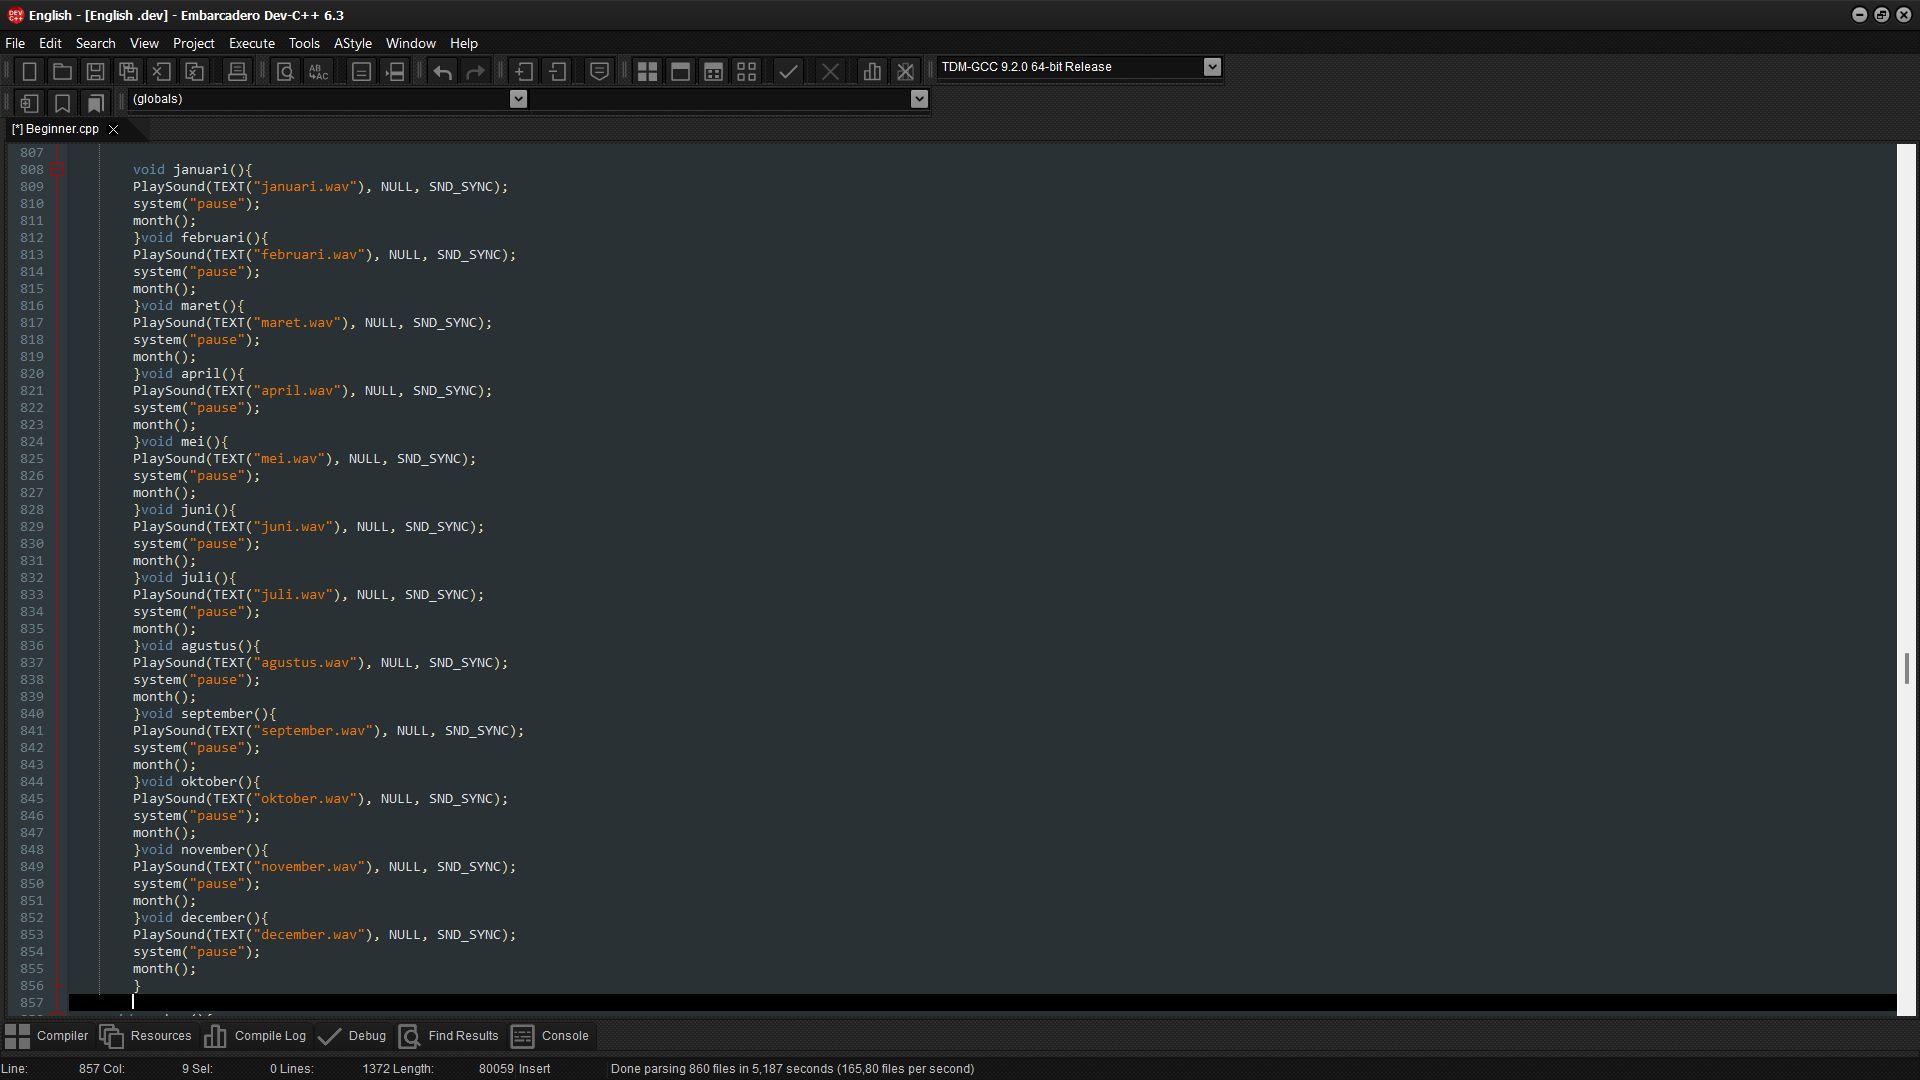 English - [English .dev] - Embarcadero Dev-C++ 6.3
File Edit Search View Project Execute Tools AStyle Window Help
TDM-GCC 9.2.0 64-bit Release
(globals)
[*] Beginner.cpp
807
808 void januari(){
809 PlaySound(TEXT("januari.wav"), NULL, SND_SYNC);
810 system("pause");
811 month();
812 }void februari(){
813 PlaySound(TEXT("februari.wav"), NULL, SND_SYNC);
814 system("pause");
815 month();
816 }void maret(){
817 PlaySound(TEXT("maret.wav"), NULL, SND_SYNC);
818 system("pause");
819 month();
820 }void april(){
821 PlaySound(TEXT("april.wav"), NULL, SND_SYNC);
822 system("pause");
823 month();
824 }void mei(){
825 PlaySound(TEXT("mei.wav"), NULL, SND_SYNC);
826 system("pause");
827 month();
828 }void juni(){
829 PlaySound(TEXT("juni.wav"), NULL, SND_SYNC);
830 system("pause");
831 month();
832 }void juli(){
833 PlaySound(TEXT("juli.wav"), NULL, SND_SYNC);
834 system("pause");
835 month();
836 }void agustus(){
837 PlaySound(TEXT("agustus.wav"), NULL, SND_SYNC);
838 system("pause");
839 month();
840 }void september(){
841 PlaySound(TEXT("september.wav"), NULL, SND_SYNC);
842 system("pause");
843 month();
844 }void oktober(){
845 PlaySound(TEXT("oktober.wav"), NULL, SND_SYNC);
846 system("pause");
847 month();
848 }void november(){
849 PlaySound(TEXT("november.wav"), NULL, SND_SYNC);
850 system("pause");
851 month();
852 }void december(){
853 PlaySound(TEXT("december.wav"), NULL, SND_SYNC);
854 system("pause");
855 month();
856 }
857
Compiler Resources Compile Log Debug Find Results Console
Line: 857 Col: 9 Sel: 0 Lines: 1372 Length: 80059 Insert Done parsing 860 files in 5,187 seconds (165,80 files per second)